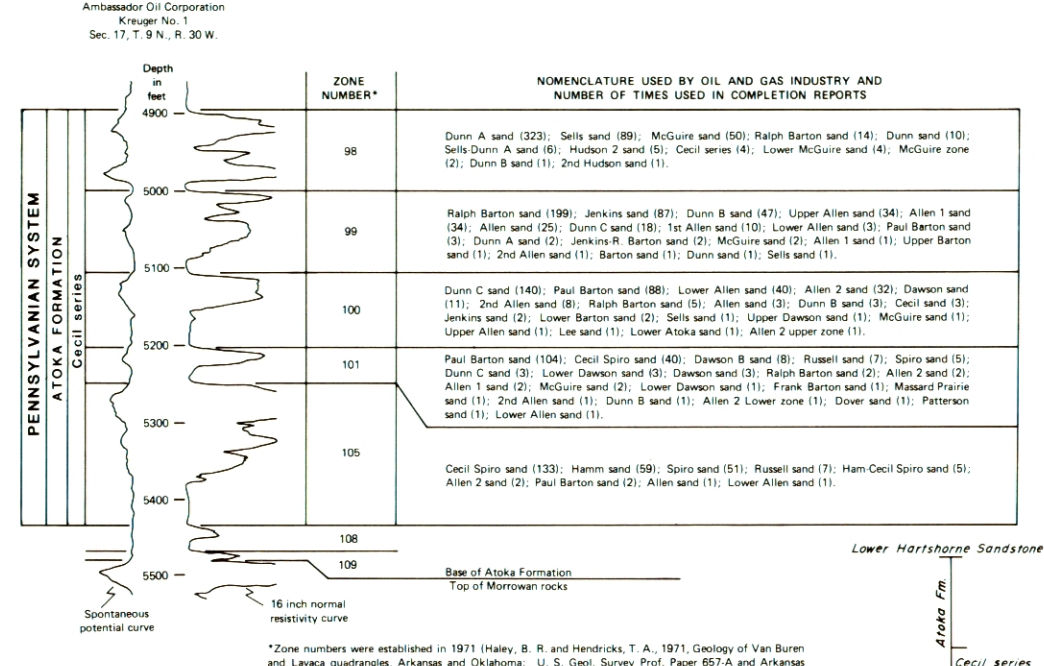 Ambassador Oil Corporation
Kreuger No. 1
Sec. 17, T. 9 N., R. 30 W.
Depth
in
feet
ZONE
NUMBER*
NOMENCLATURE USED BY OIL AND GAS INDUSTRY AND
NUMBER OF TIMES USED IN COMPLETION REPORTS
PENNSYLVANIAN SYSTEM
ATOKA FORMATION
Cecil series
4900
98
Dunn A sand (323); Sells sand (89); McGuire sand (50); Ralph Barton sand (14); Dunn sand (10);
Sells-Dunn A sand (6); Hudson 2 sand (5); Cecil series (4); Lower McGuire sand (4); McGuire zone
(2); Dunn B sand (1); 2nd Hudson sand (1).
5000
99
Ralph Barton sand (199); Jenkins sand (87); Dunn B sand (47); Upper Allen sand (34); Allen 1 sand
(34); Allen sand (25); Dunn C sand (18); 1st Allen sand (10); Lower Allen sand (3); Paul Barton sand
(3); Dunn A sand (2); Jenkins-R. Barton sand (2); McGuire sand (2); Allen 1 sand (1); Upper Barton
sand (1); 2nd Allen sand (1); Barton sand (1); Dunn sand (1); Sells sand (1).
5100
100
Dunn C sand (140); Paul Barton sand (88); Lower Allen sand (40); Allen 2 sand (32); Dawson sand
(11); 2nd Allen sand (8); Ralph Barton sand (5); Allen sand (3); Dunn B sand (3); Cecil sand (3);
Jenkins sand (2); Lower Barton sand (2); Sells sand (1); Upper Dawson sand (1); McGuire sand (1);
Upper Allen sand (1); Lee sand (1); Lower Atoka sand (1); Allen 2 upper zone (1).
5200
101
Paul Barton sand (104); Cecil Spiro sand (40); Dawson B sand (8); Russell sand (7); Spiro sand (5);
Dunn C sand (3); Lower Dawson sand (3); Dawson sand (3); Ralph Barton sand (2); Allen 2 sand (2);
Allen 1 sand (2); McGuire sand (2); Lower Dawson sand (1); Frank Barton sand (1); Massard Prairie
sand (1); 2nd Allen sand (1); Dunn B sand (1); Allen 2 Lower zone (1); Dover sand (1); Patterson
sand (1); Lower Allen sand (1).
5300
105
Cecil Spiro sand (133); Hamm sand (59); Spiro sand (51); Russell sand (7); Ham-Cecil Spiro sand (5);
Allen 2 sand (2); Paul Barton sand (2); Allen sand (1); Lower Allen sand (1).
5400
108
109
5500
Base of Atoka Formation
Top of Morrowan rocks
Spontaneous
potential curve
16 inch normal
resistivity curve
Lower Hartshorne Sandstone
Atoka Fm.
Cecil series
*Zone numbers were established in 1971 (Haley, B. R. and Hendricks, T. A., 1971, Geology of Van Buren
and Lavaca quadrangles, Arkansas and Oklahoma: U. S. Geol. Survey Prof. Paper 657-A and Arkansas